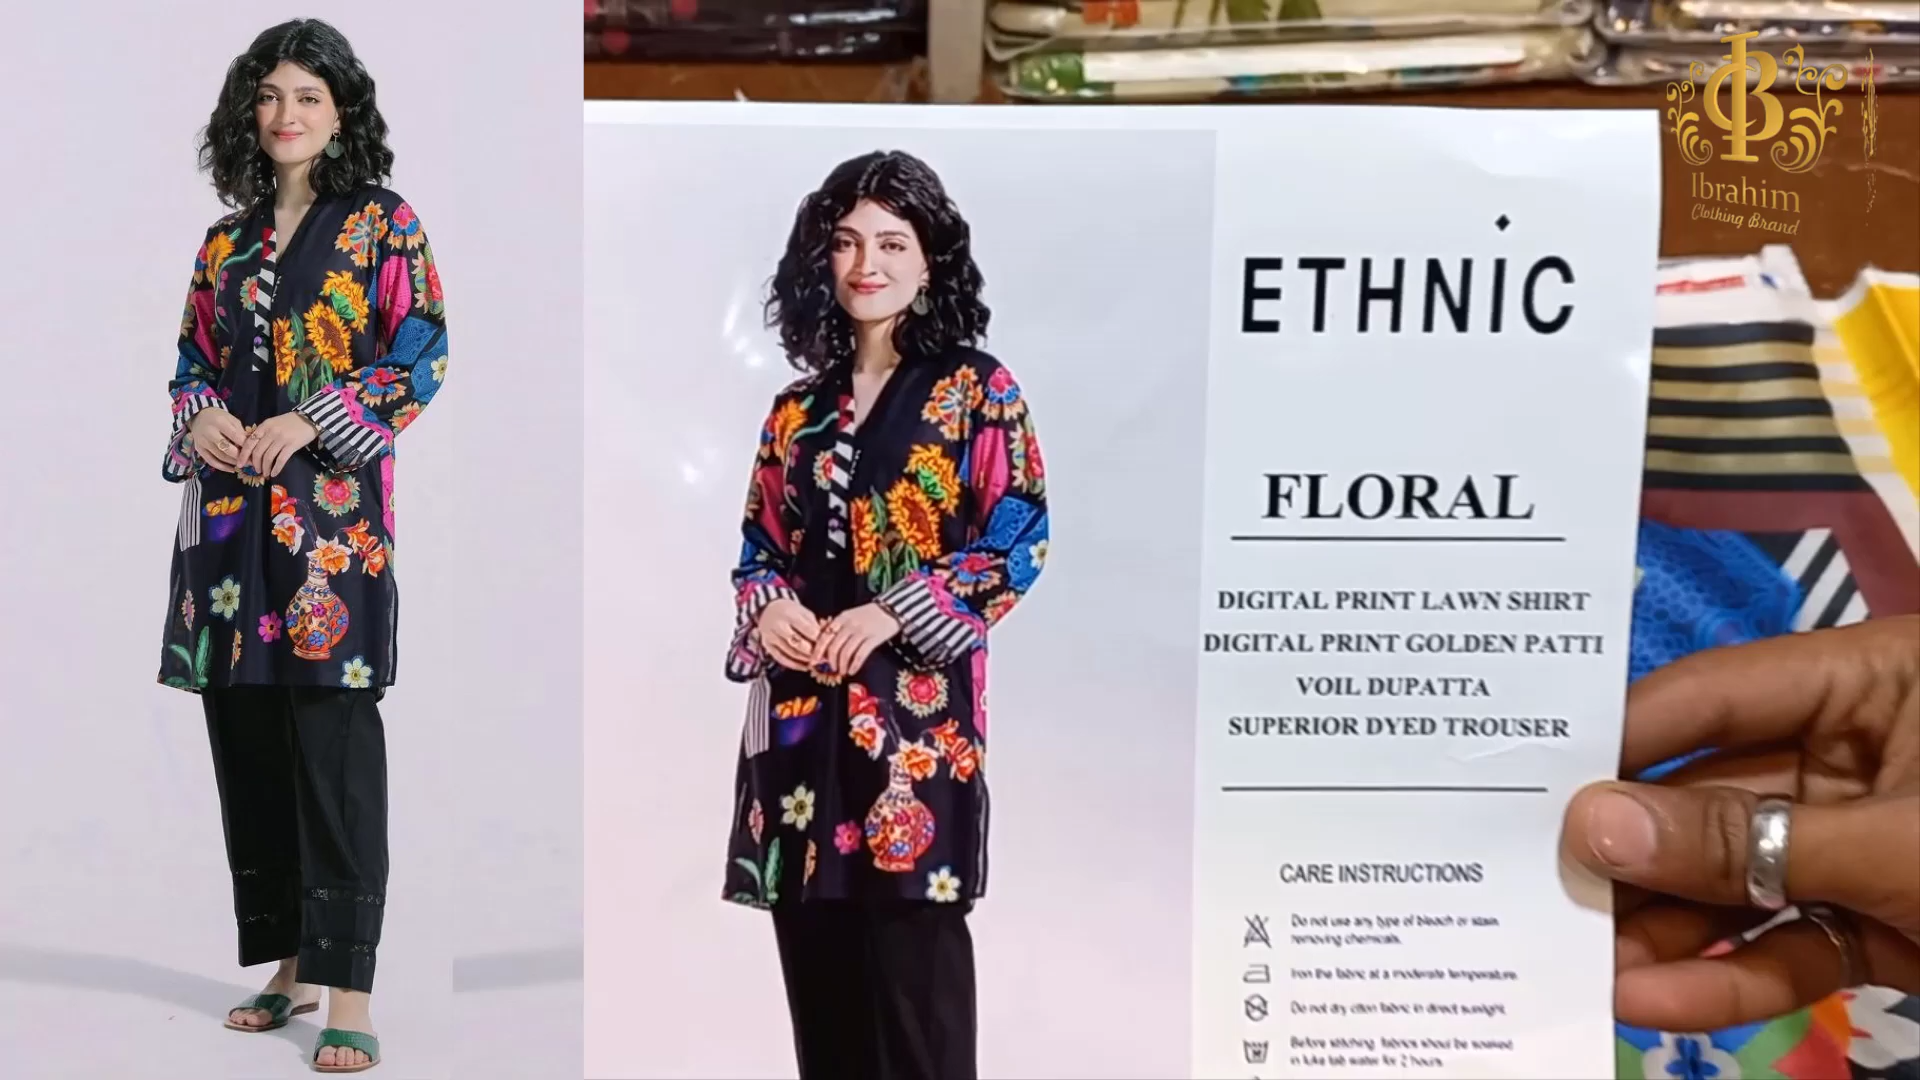 ETHNIC
FLORAL
DIGITAL PRINT LAWN SHIRT
DIGITAL PRINT GOLDEN PATTI
VOIL DUPATTA
SUPERIOR DYED TROUSER
CARE INSTRUCTIONS
Do not use any type of bleach or stain
removing chemicals.
Iron the fabric at a moderate temperature.
Do not dry citon fabric in direct sunlight.
Before stitching, fabrics shoul be soaked
in luke tab water for 2 hours
Ibrahim
Clothing Brand